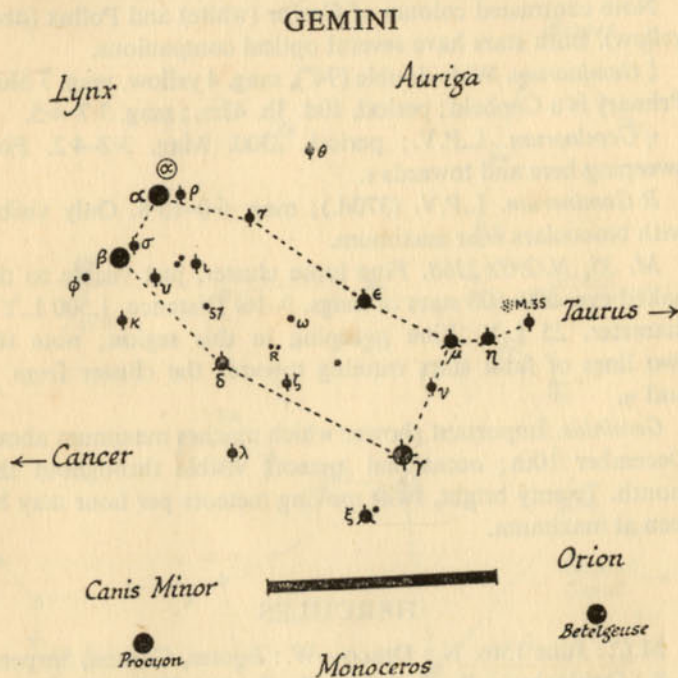 GEMINI
Lynx
Auriga
θ
α
α
ρ
τ
β
σ
ι
υ
φ
ε
57
ω
M.35
Taurus →
κ
μ
η
R
δ
ζ
ν
← Cancer
λ
γ
ξ
Orion
Canis Minor
Betelgeuse
Procyon
Monoceros